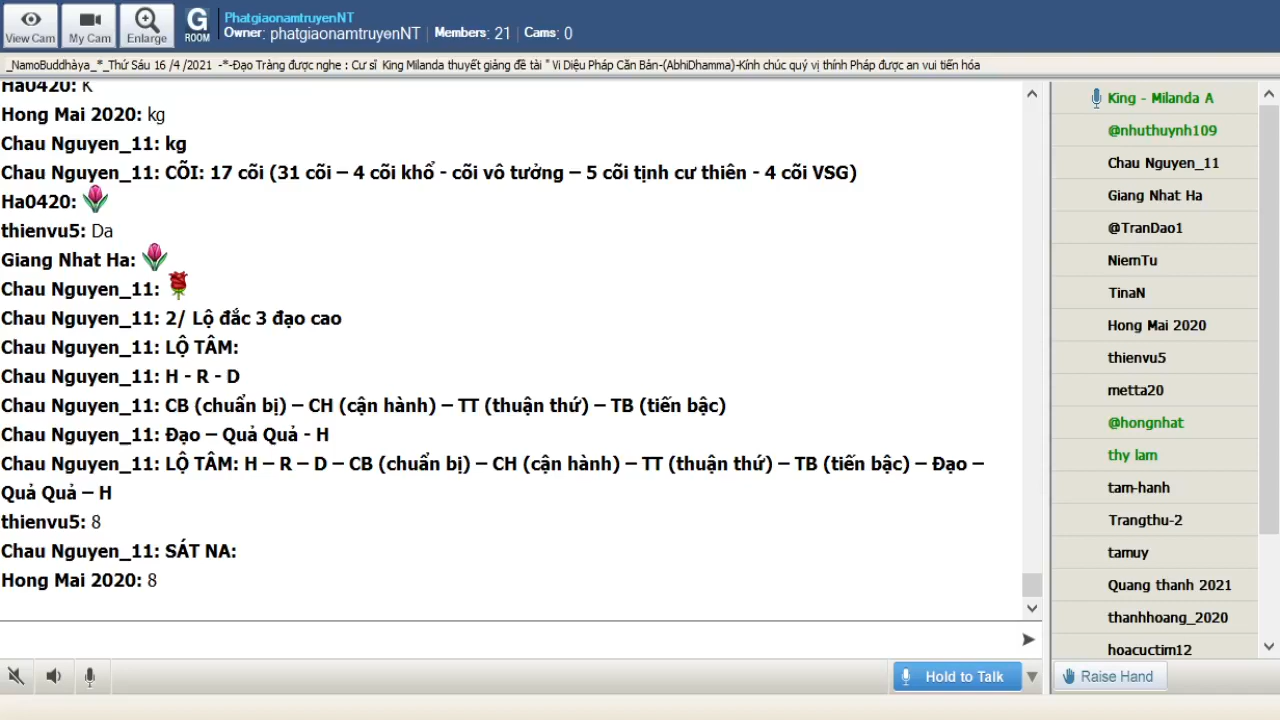 View Cam
My Cam
Enlarge
G
ROOM
PhatgiaonamtruyenNT
Owner: phatgiaonamtruyenNT | Members: 21 | Cams: 0
_NamoBuddhàya_*_Thứ Sáu 16 /4 /2021 -*-Đạo Tràng được nghe : Cư sĩ King Milanda thuyết giảng đề tài " Vi Diệu Pháp Căn Bản-(AbhiDhamma)-Kính chúc quý vị thính Pháp được an vui tiến hóa
Ha0420: K
Hong Mai 2020: kg
Chau Nguyen_11: kg
Chau Nguyen_11: CÕI: 17 cõi (31 cõi – 4 cõi khổ - cõi vô tưởng – 5 cõi tịnh cư thiên - 4 cõi VSG)
Ha0420:
thienvu5: Da
Giang Nhat Ha:
Chau Nguyen_11:
Chau Nguyen_11: 2/ Lộ đắc 3 đạo cao
Chau Nguyen_11: LỘ TÂM:
Chau Nguyen_11: H - R - D
Chau Nguyen_11: CB (chuẩn bị) – CH (cận hành) – TT (thuận thứ) – TB (tiến bậc)
Chau Nguyen_11: Đạo – Quả Quả - H
Chau Nguyen_11: LỘ TÂM: H – R – D – CB (chuẩn bị) – CH (cận hành) – TT (thuận thứ) – TB (tiến bậc) – Đạo –
Quả Quả – H
thienvu5: 8
Chau Nguyen_11: SÁT NA:
Hong Mai 2020: 8
King - Milanda A
@nhuthuynh109
Chau Nguyen_11
Giang Nhat Ha
@TranDao1
NiemTu
TinaN
Hong Mai 2020
thienvu5
metta20
@hongnhat
thy lam
tam-hanh
Trangthu-2
tamuy
Quang thanh 2021
thanhhoang_2020
hoacuctim12
Hold to Talk
Raise Hand